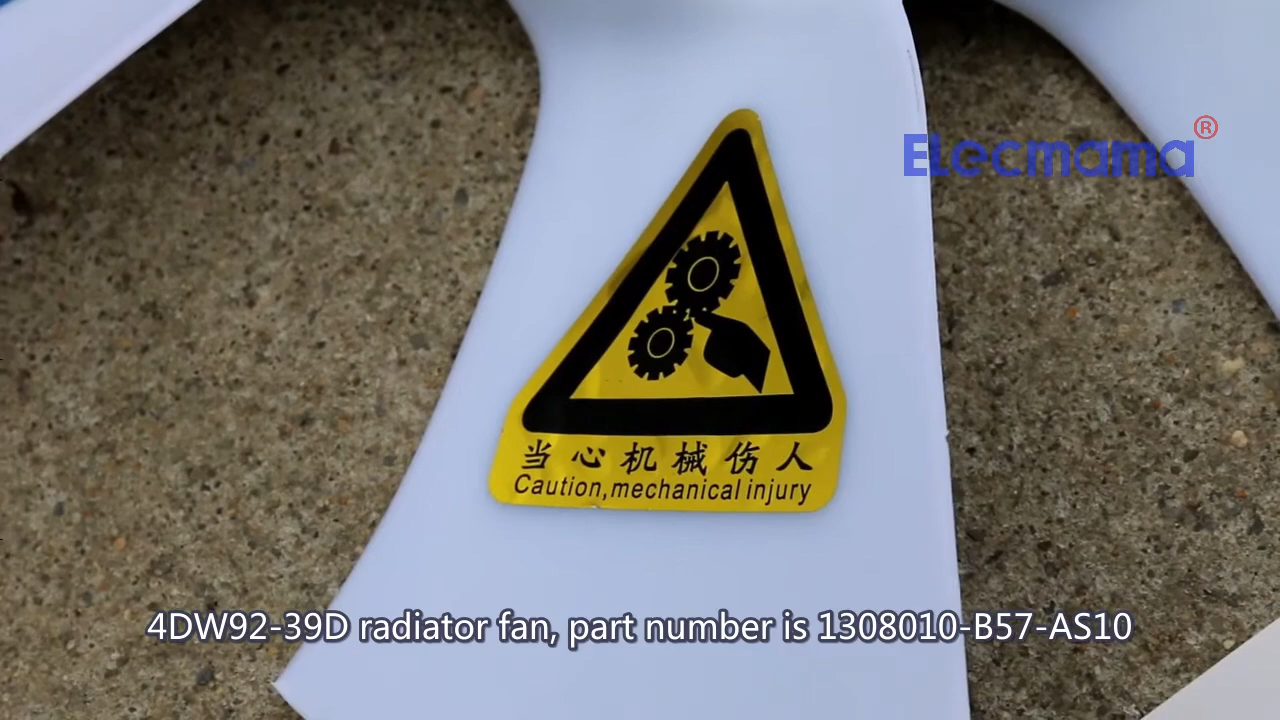 Elecmama®
当心机械伤人
Caution, mechanical injury
4DW92-39D radiator fan, part number is 1308010-B57-AS10